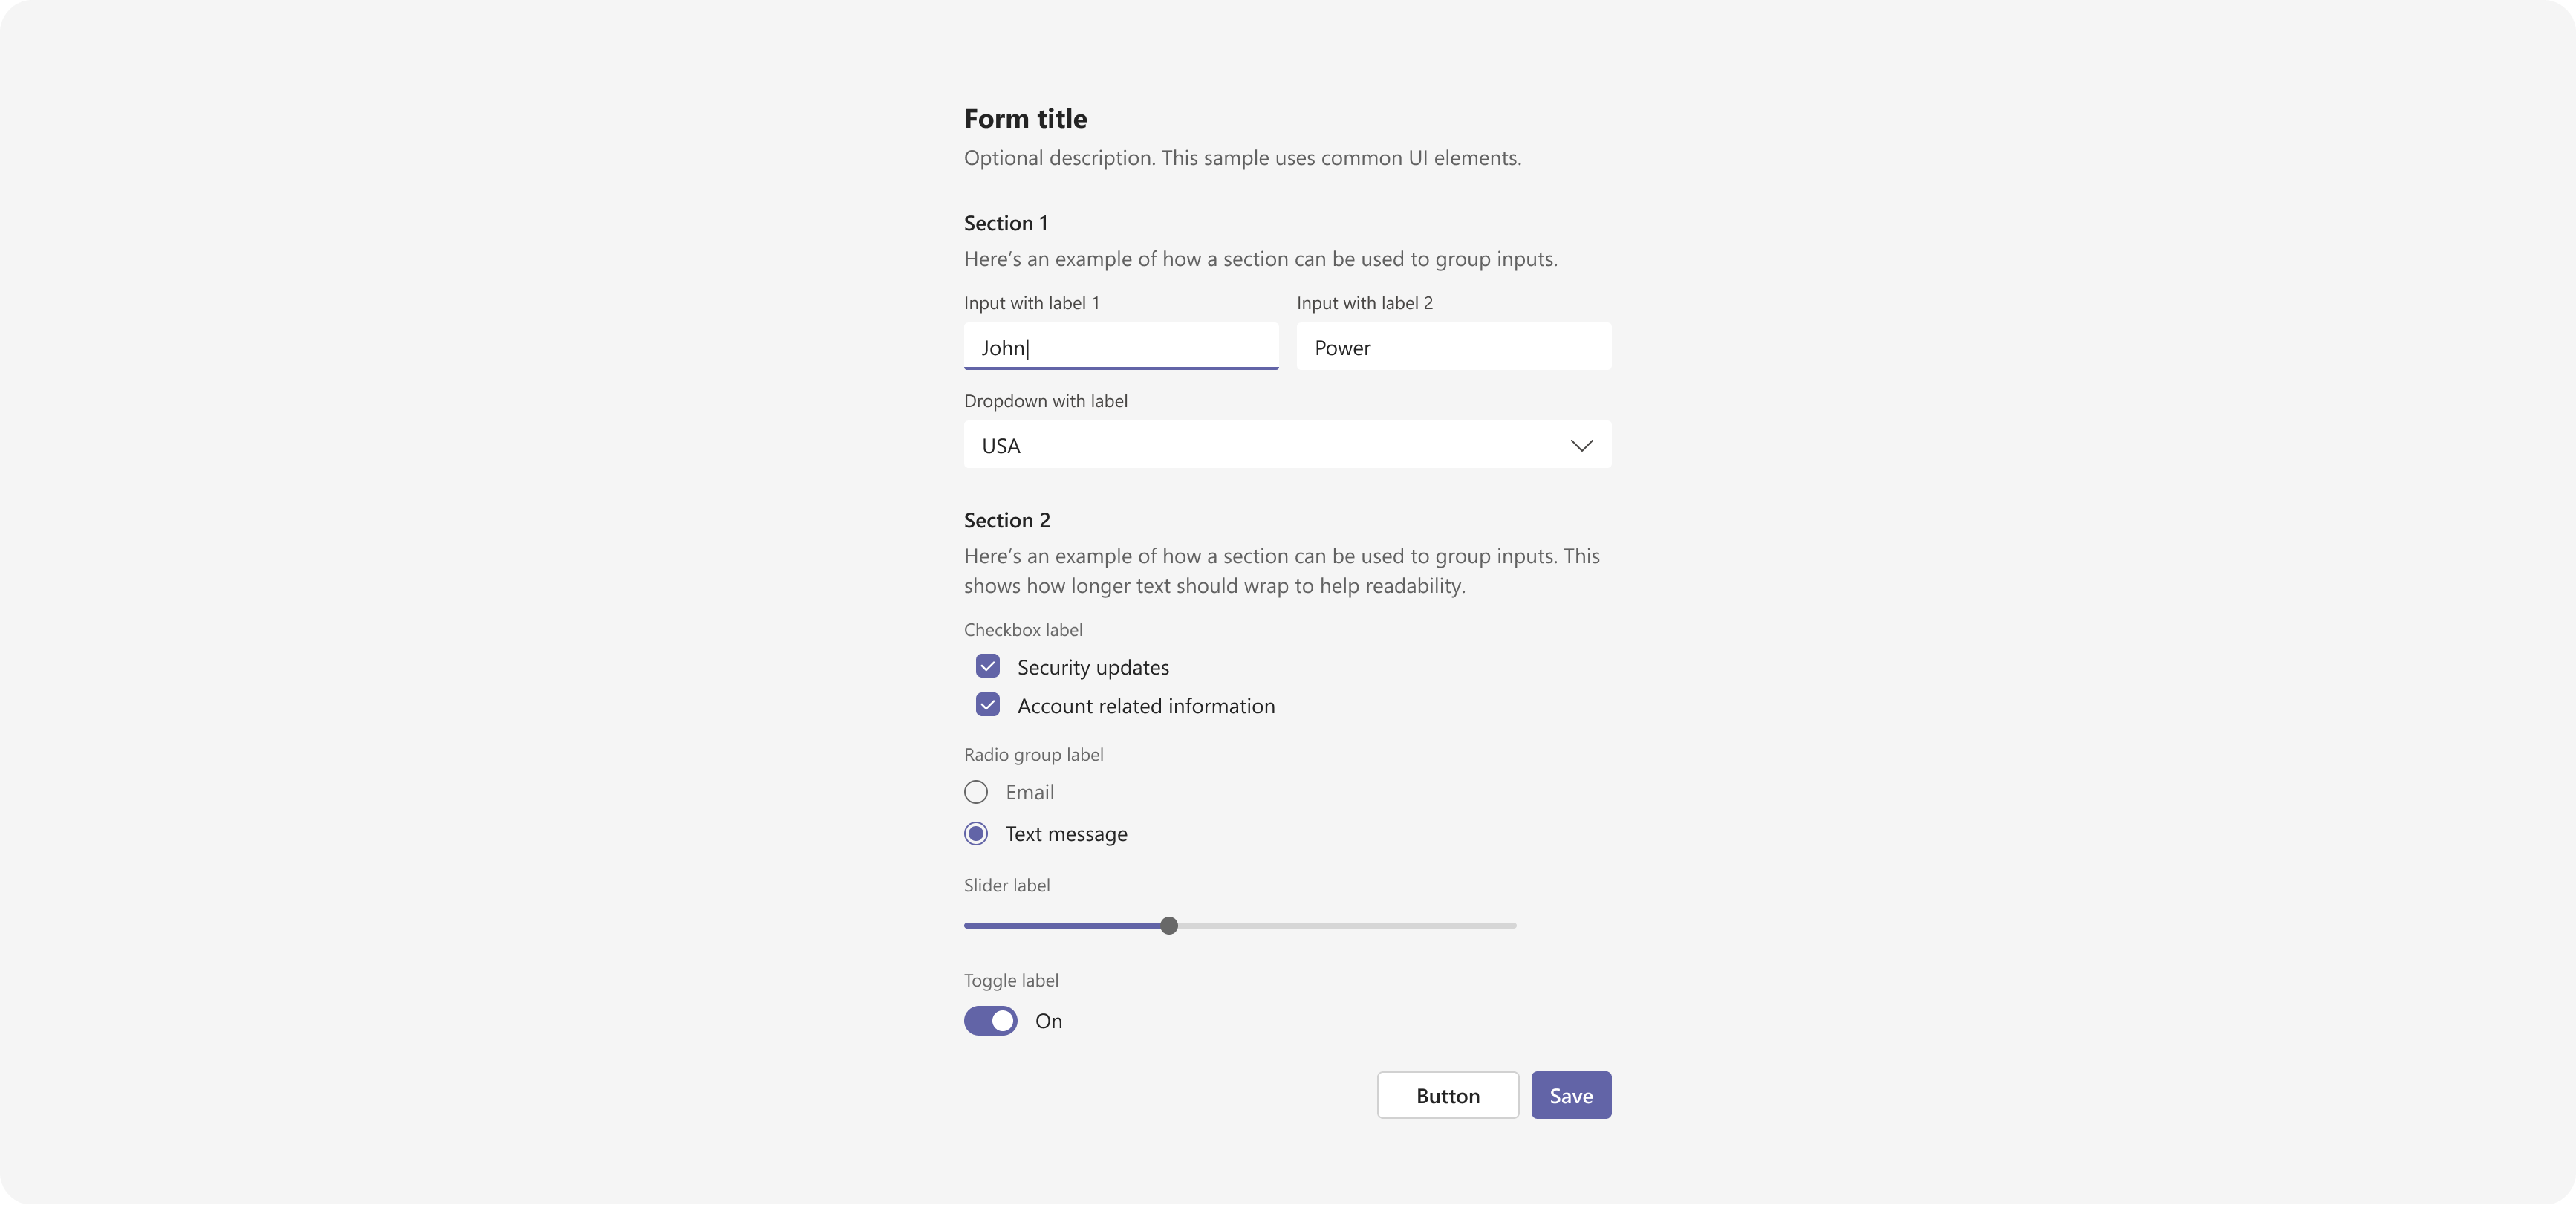 Form title
Optional description. This sample uses common UI elements.
Section 1
Here’s an example of how a section can be used to group inputs.
Input with label 1
Input with label 2
John
Power
Dropdown with label
USA
Section 2
Here’s an example of how a section can be used to group inputs. This
shows how longer text should wrap to help readability.
Checkbox label
Security updates
Account related information
Radio group label
Email
Text message
Slider label
Toggle label
On
Button
Save